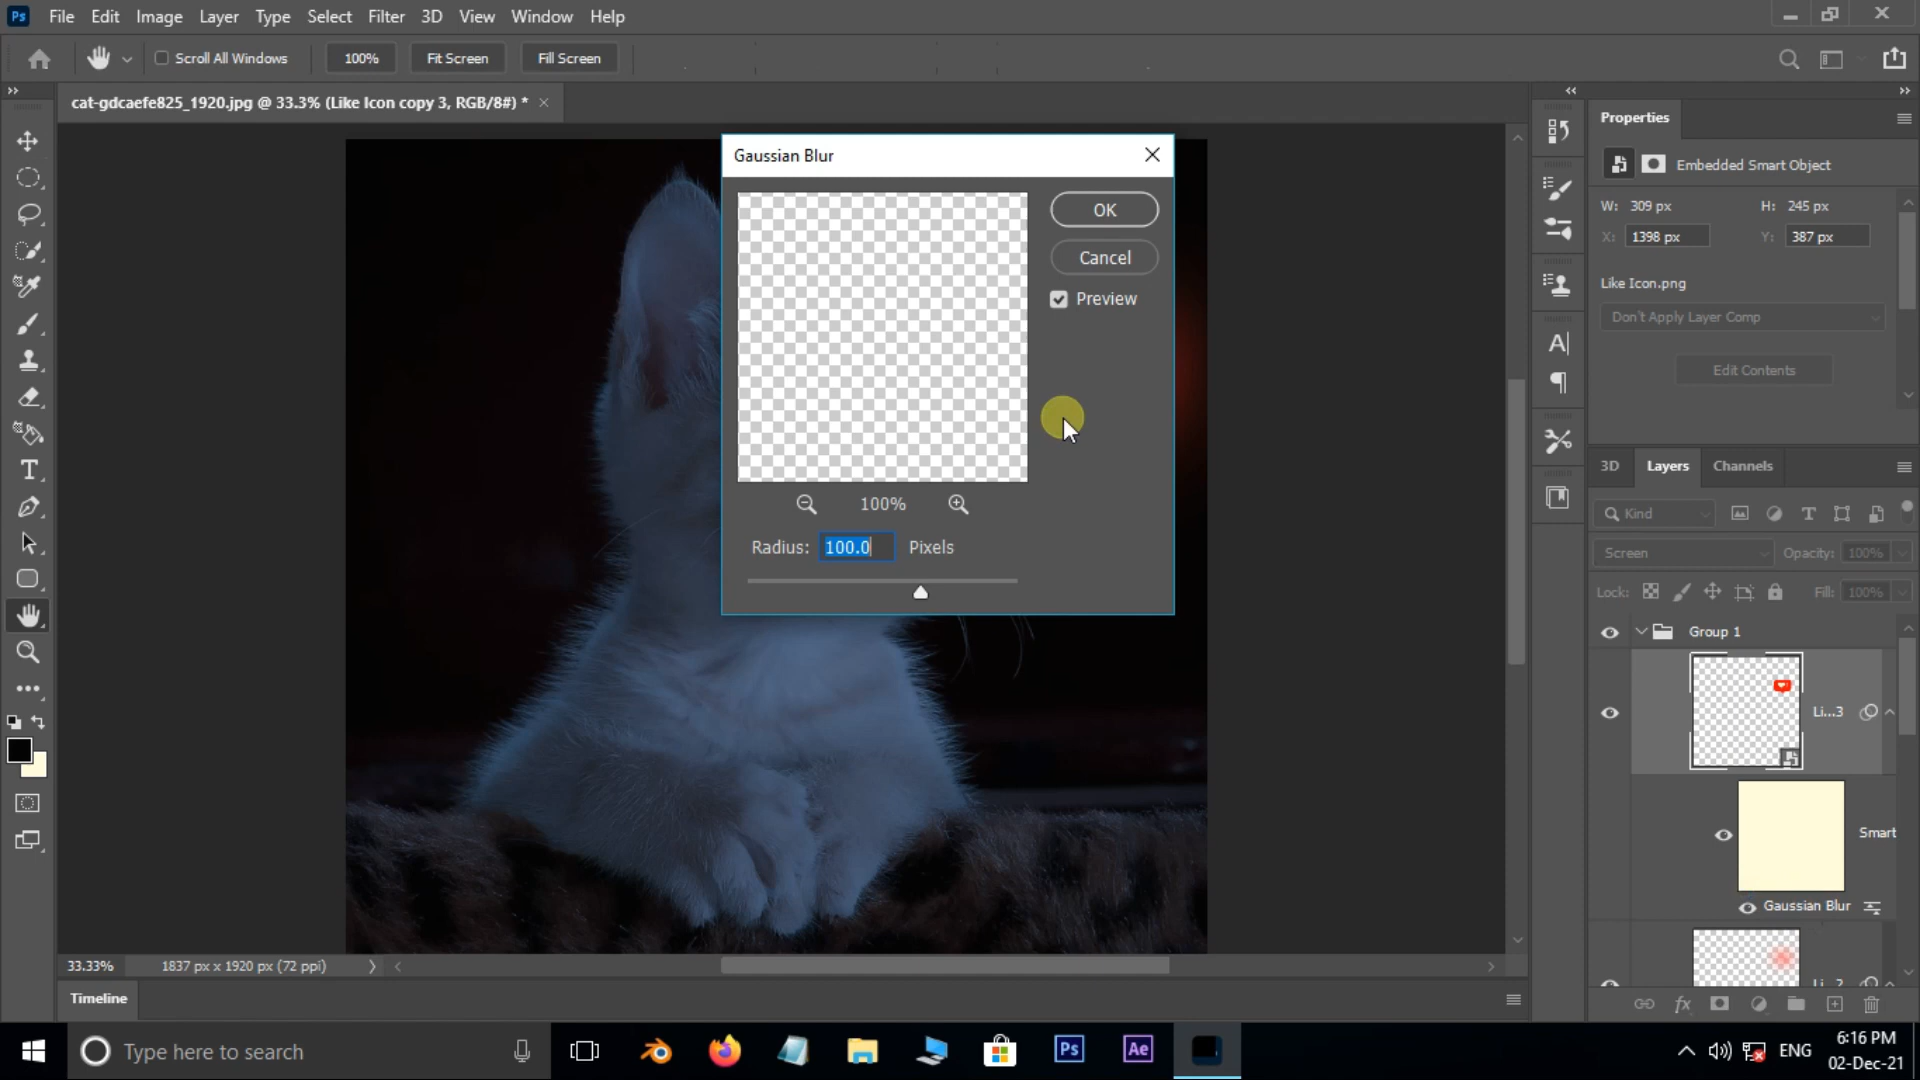 Ps File Edit Image Layer Type Select Filter 3D View Window Help
Scroll All Windows 100% Fit Screen Fill Screen
cat-gdcaefe825_1920.jpg @ 33.3% (Like Icon copy 3, RGB/8#) *
Gaussian Blur
OK
Cancel
Preview
100%
Radius: 100.0 Pixels
Properties
Embedded Smart Object
W: 309 px H: 245 px
X: 1398 px Y: 387 px
Like Icon.png
Don't Apply Layer Comp
Edit Contents
3D Layers Channels
Kind
Screen Opacity: 100%
Lock: Fill: 100%
Group 1
Li...3
Smart
Gaussian Blur
Li...2
33.33% 1837 px x 1920 px (72 ppi)
Timeline
Type here to search
Ps Ae
ENG
6:16 PM
02-Dec-21